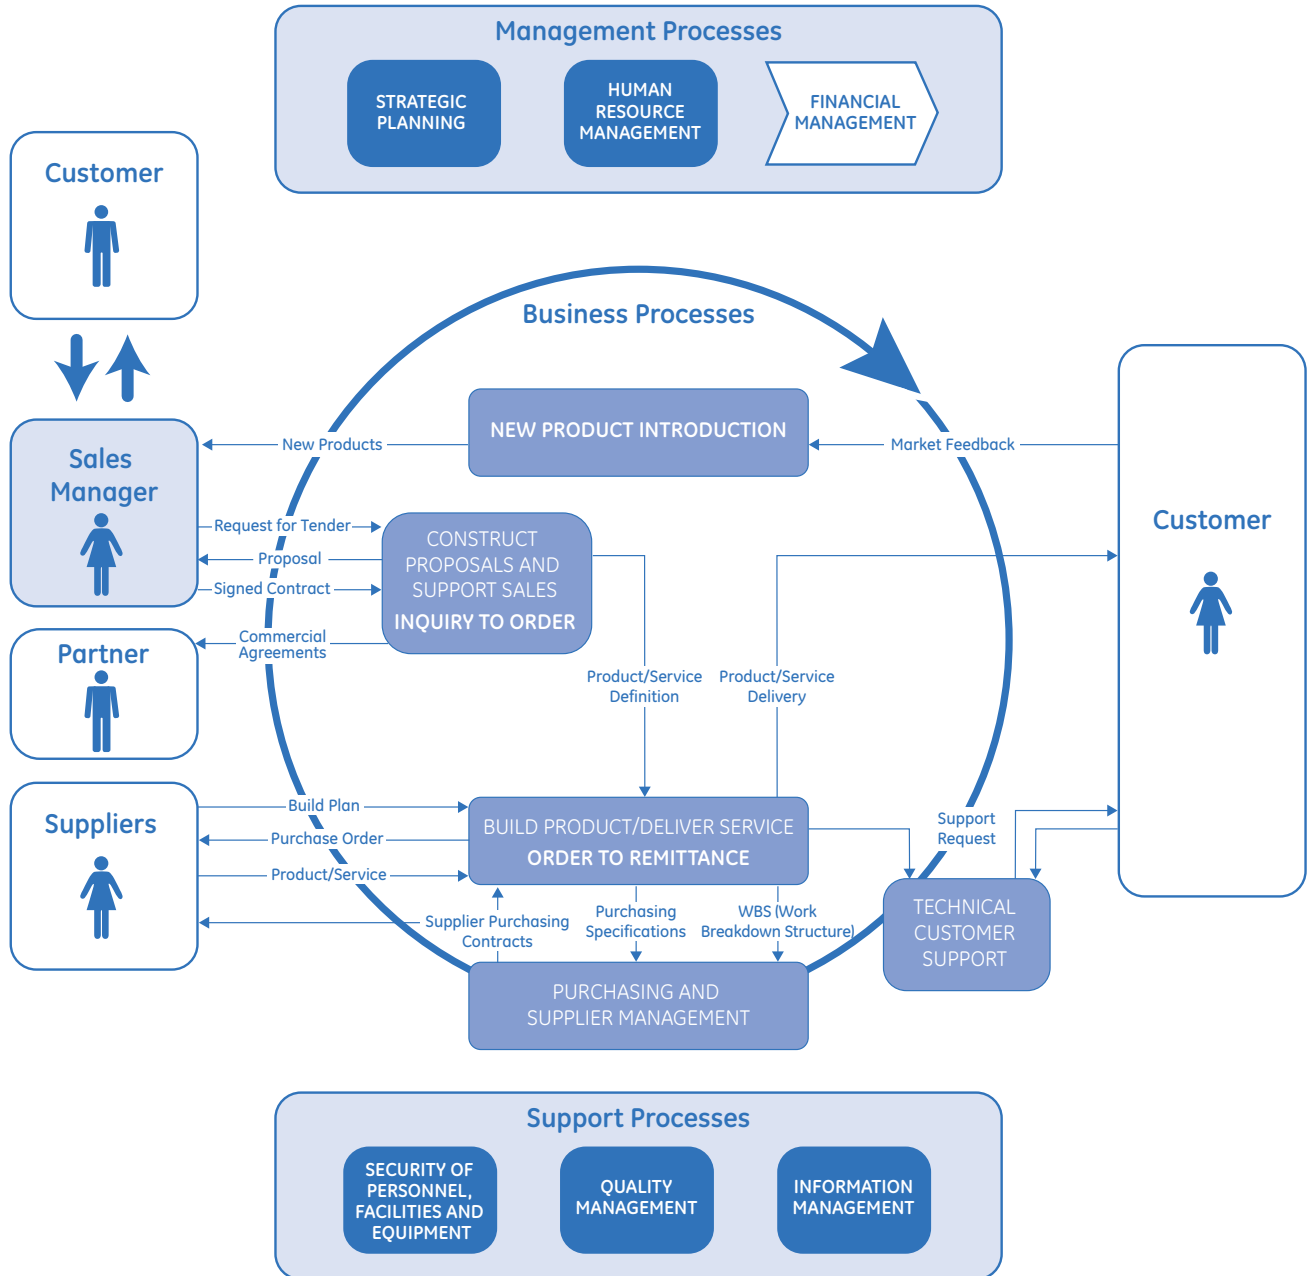 Management Processes
STRATEGIC
PLANNING
HUMAN
RESOURCE
MANAGEMENT
FINANCIAL
MANAGEMENT
Customer
Business Processes
NEW PRODUCT INTRODUCTION
New Products
Market Feedback
Sales
Manager
Customer
Request for Tender
Proposal
Signed Contract
CONSTRUCT
PROPOSALS AND
SUPPORT SALES
INQUIRY TO ORDER
Commercial
Agreements
Partner
Product/Service
Definition
Product/Service
Delivery
Suppliers
Build Plan
Purchase Order
Product/Service
BUILD PRODUCT/DELIVER SERVICE
ORDER TO REMITTANCE
Support
Request
Supplier Purchasing
Contracts
Purchasing
Specifications
WBS (Work
Breakdown Structure)
TECHNICAL
CUSTOMER
SUPPORT
PURCHASING AND
SUPPLIER MANAGEMENT
Support Processes
SECURITY OF
PERSONNEL,
FACILITIES AND
EQUIPMENT
QUALITY
MANAGEMENT
INFORMATION
MANAGEMENT